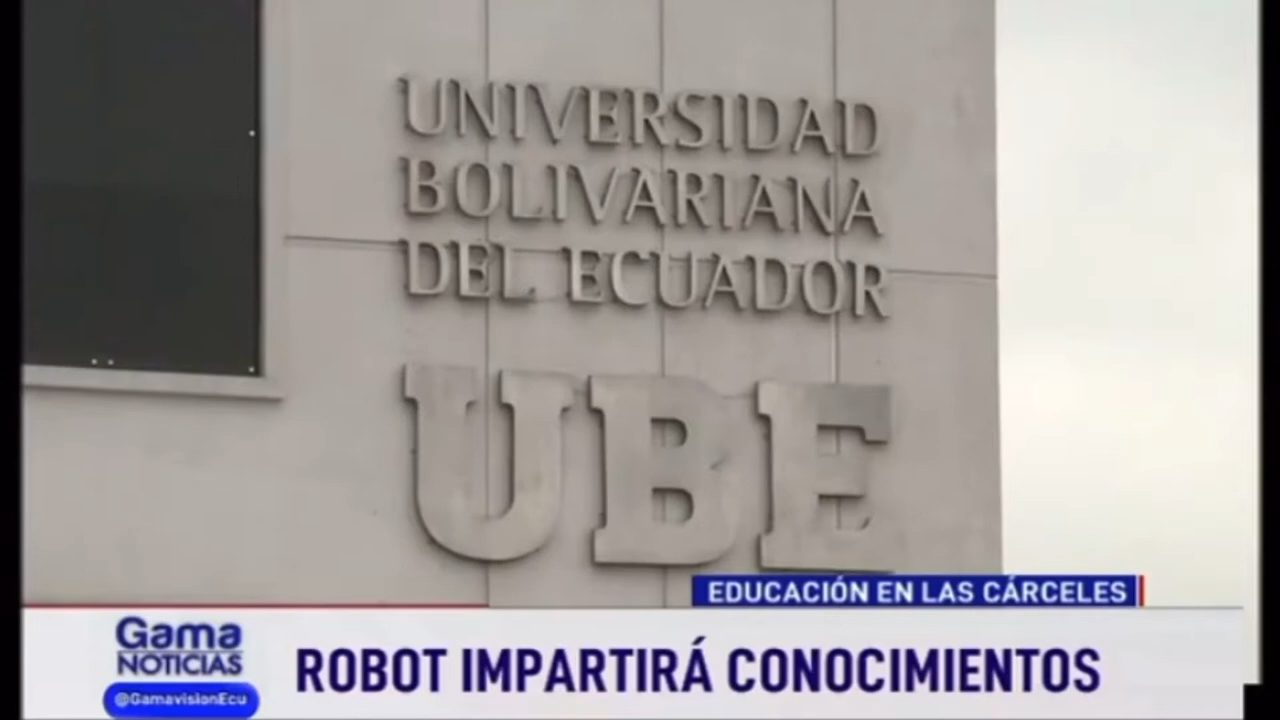 UNIVERSIDAD
BOLIVARIANA
DEL ECUADOR
UBE
EDUCACIÓN EN LAS CÁRCELES
Gama
NOTICIAS
@GamavisionEcu
ROBOT IMPARTIRÁ CONOCIMIENTOS